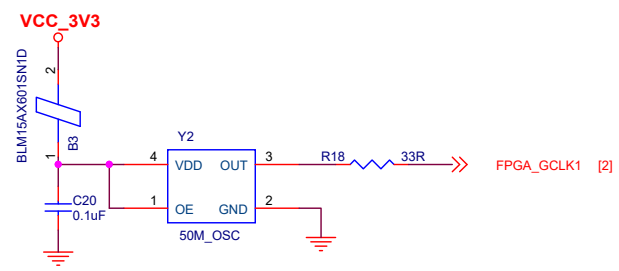 VCC_3V3
2
BLM15AX601SN1D
B3
1
Y2
4
VDD
OUT
3
R18
33R
FPGA_GCLK1 [2]
1
OE
GND
2
C20
0.1uF
50M_OSC